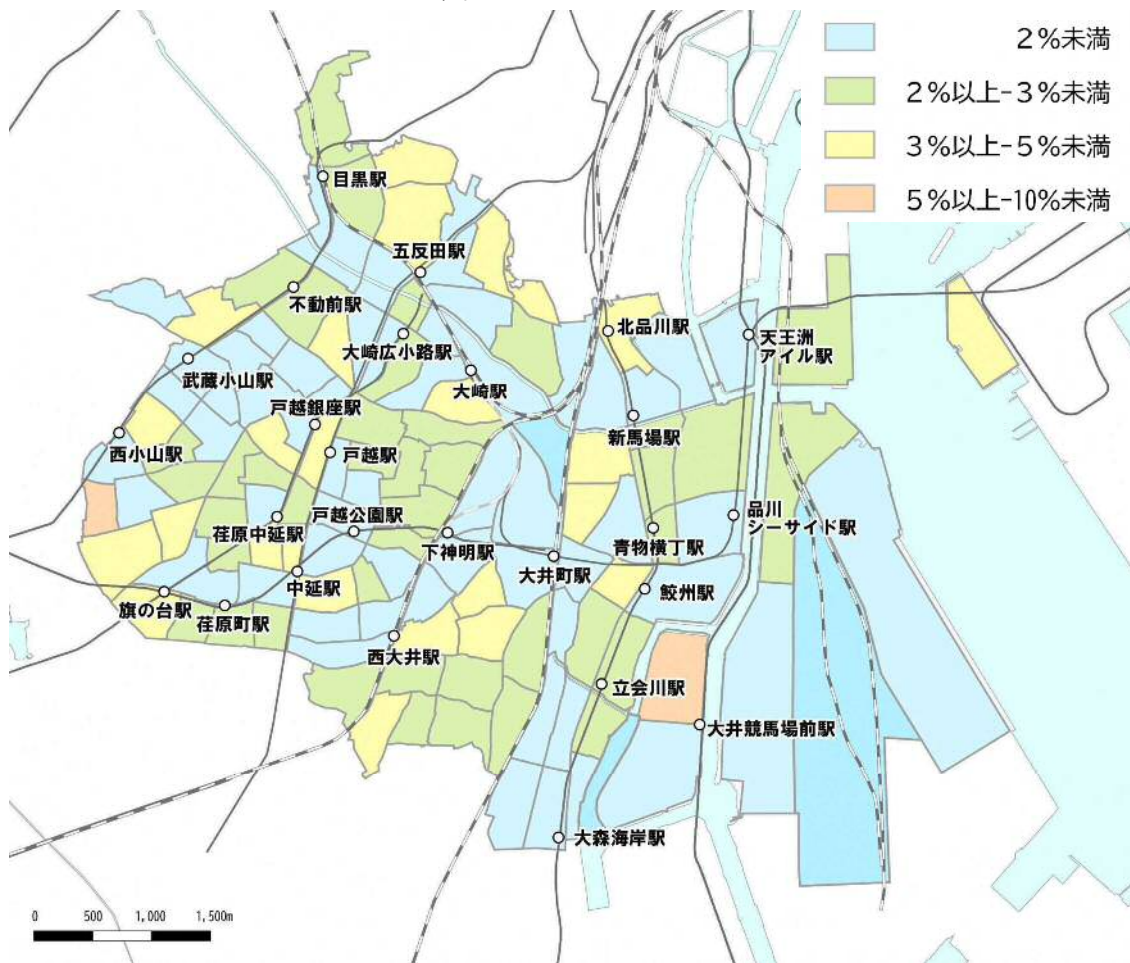 2%未満
2%以上-3%未満
3%以上-5%未満
5%以上-10%未満
目黒駅
五反田駅
不動前駅
大崎広小路駅
北品川駅
天王洲
アイル駅
武蔵小山駅
大崎駅
戸越銀座駅
新馬場駅
西小山駅
戸越駅
戸越公園駅
品川
シーサイド駅
荏原中延駅
下神明駅
青物横丁駅
大井町駅
中延駅
鮫州駅
旗の台駅
荏原町駅
西大井駅
立会川駅
大井競馬場前駅
大森海岸駅
0 500 1,000 1,500m